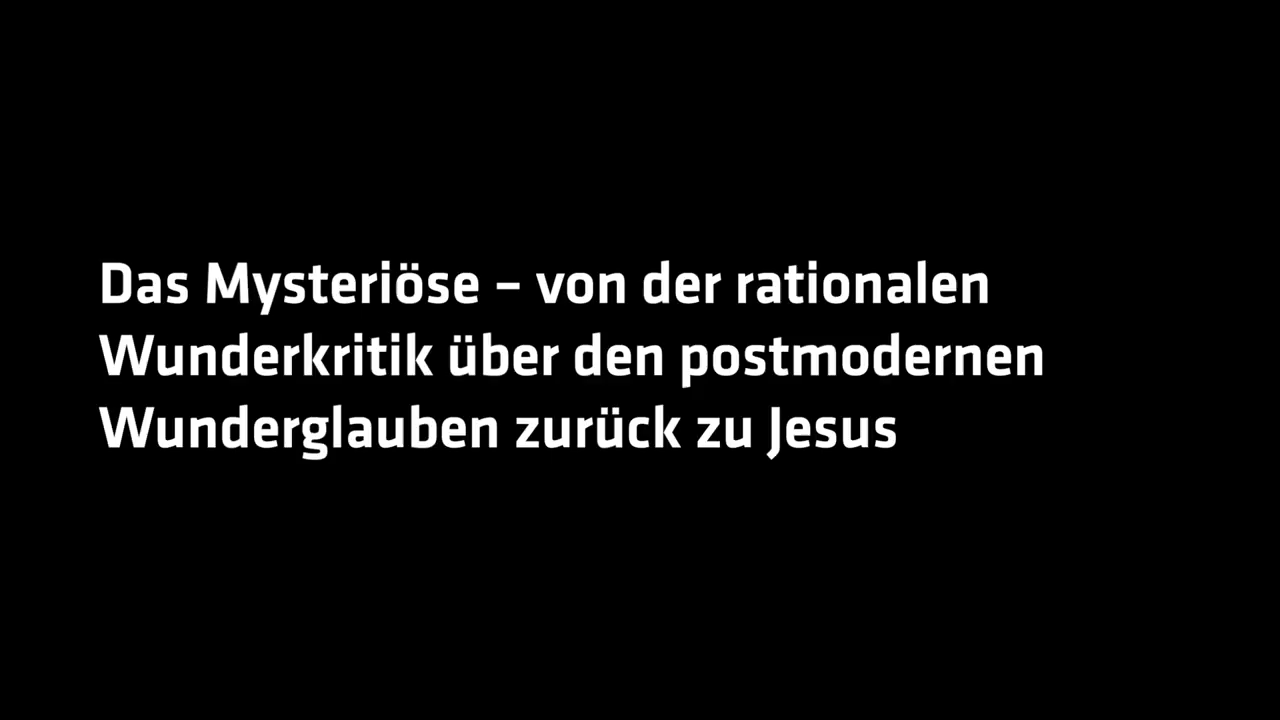 Das Mysteriöse – von der rationalen
Wunderkritik über den postmodernen
Wunderglauben zurück zu Jesus